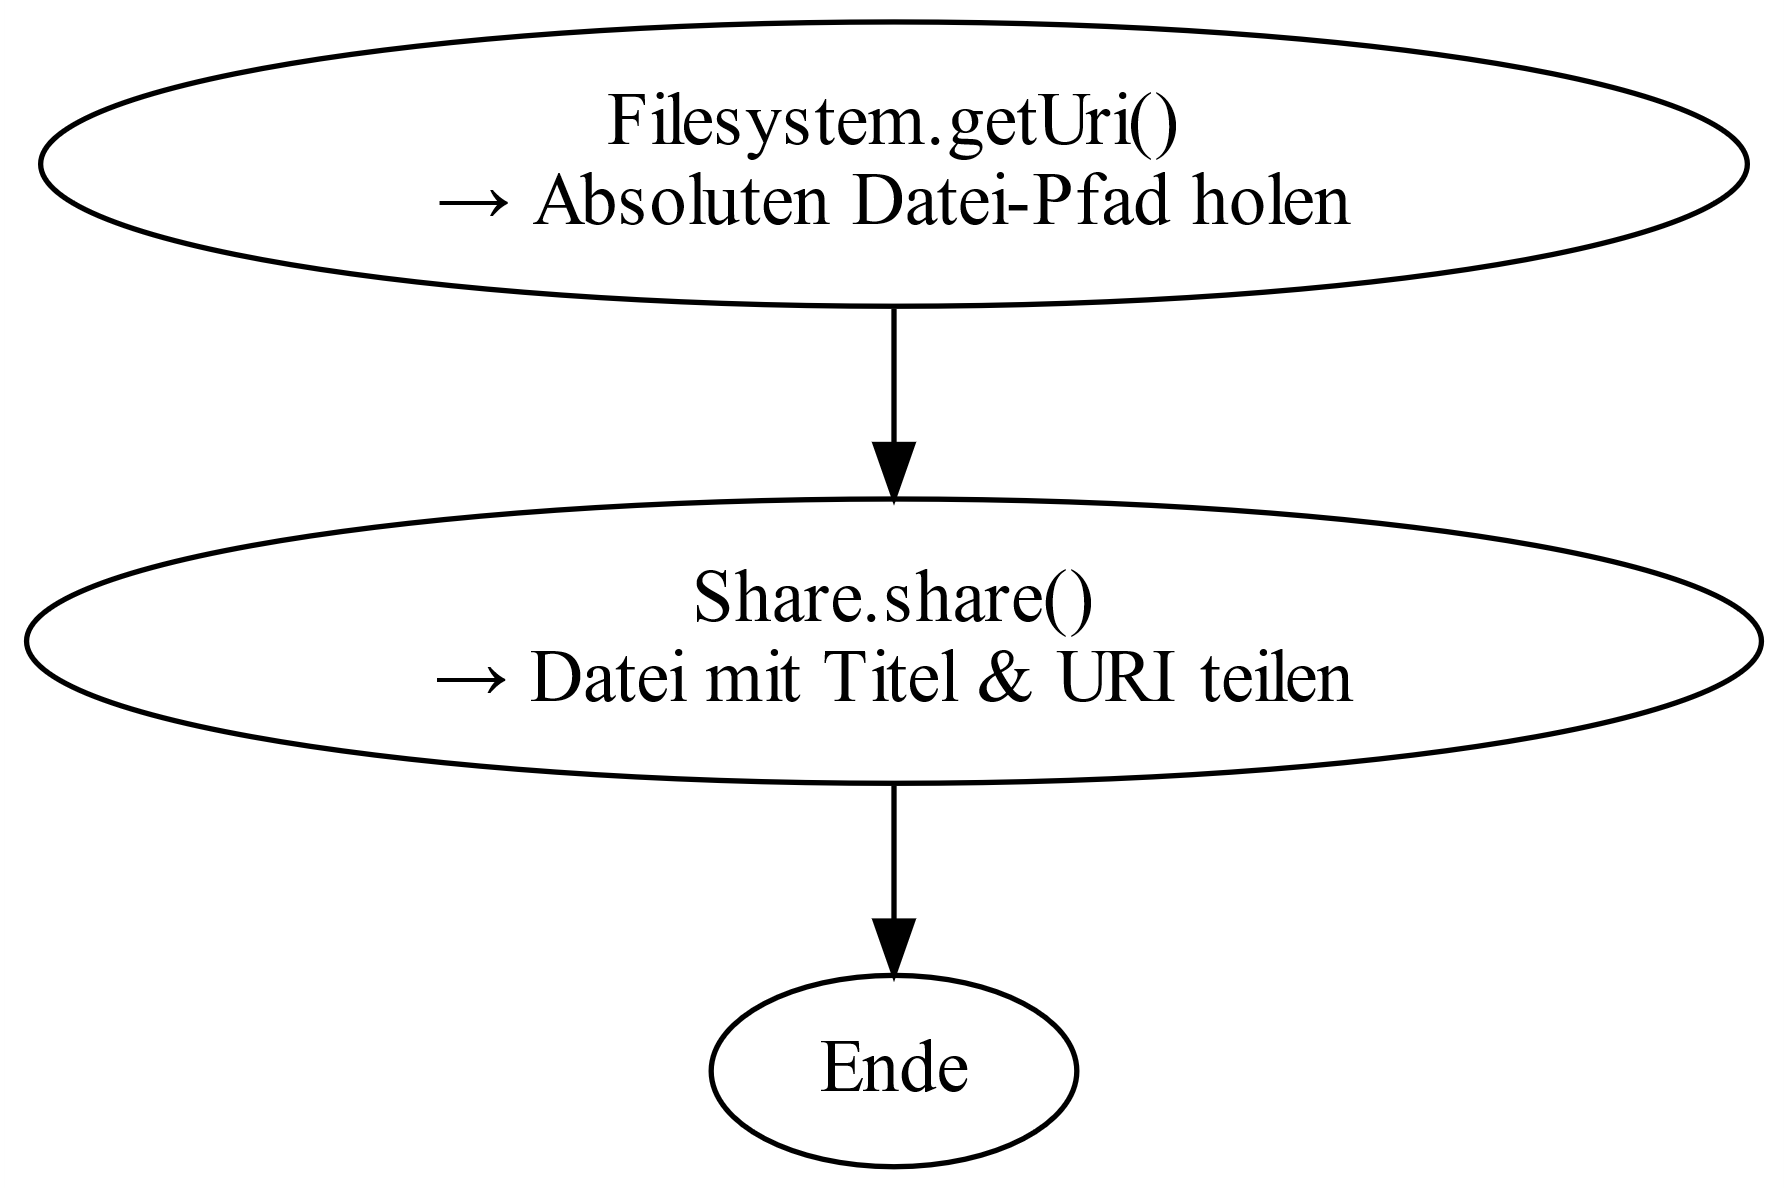 Filesystem.getUri()
→ Absoluten Datei-Pfad holen
Share.share()
→ Datei mit Titel & URI teilen
Ende